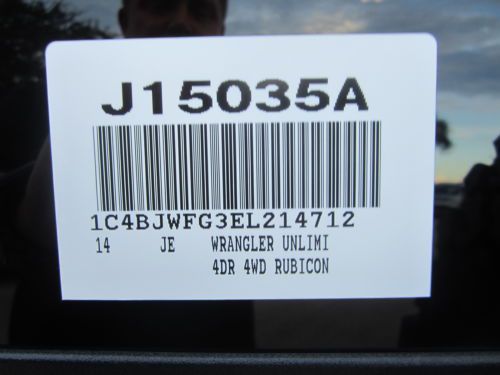 J15035A
1C4BJWFG3EL214712
14 JE WRANGLER UNLIMI
4DR 4WD RUBICON